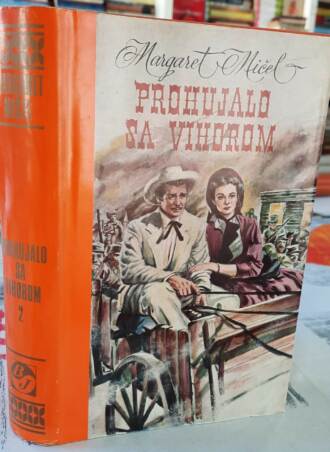 Margaret Mičel
PROHUJALO
SA VIHOROM
PROHUJALO
SA
VIHOROM
2